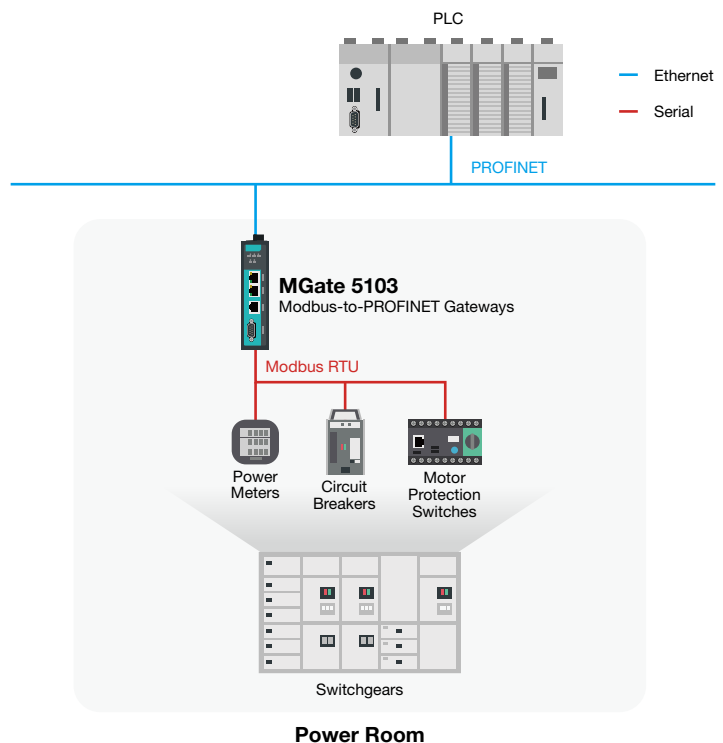 PLC
Ethernet
Serial
PROFINET
MGate 5103
Modbus-to-PROFINET Gateways
Modbus RTU
Power
Meters
Circuit
Breakers
Motor
Protection
Switches
Switchgears
Power Room